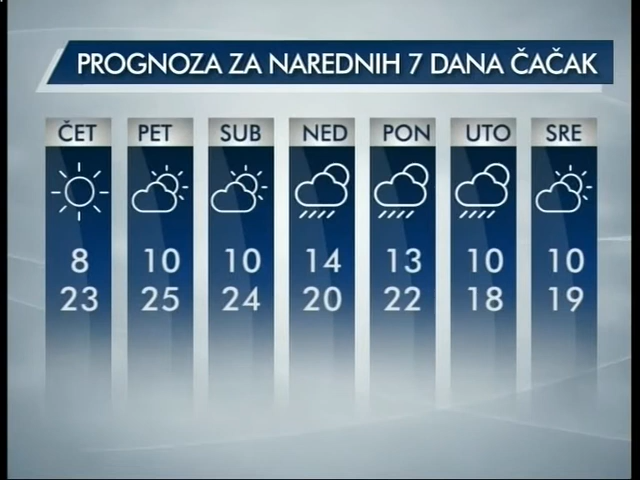 PROGNOZA ZA NAREDNIH 7 DANA ČAČAK
ČET PET SUB NED PON UTO SRE
8 10 10 14 13 10 10
23 25 24 20 22 18 19